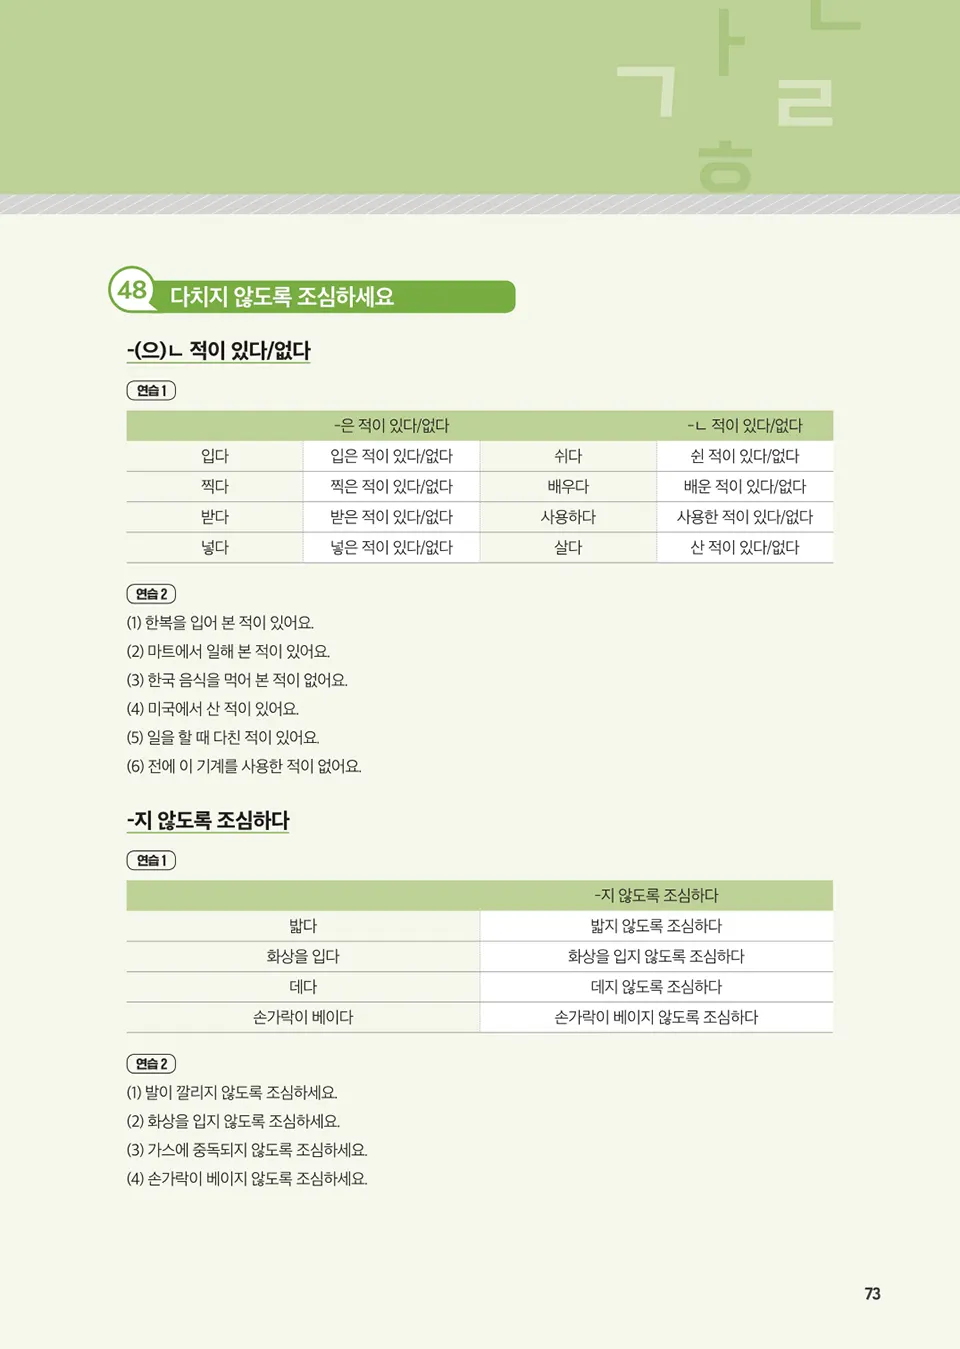 ㄱ ㅏ ㄴ ㄹ ㅎ
48 다치지 않도록 조심하세요
-(으)ㄴ 적이 있다/없다
연습 1
-은 적이 있다/없다 -ㄴ 적이 있다/없다
입다 입은 적이 있다/없다 쉬다 쉰 적이 있다/없다
찍다 찍은 적이 있다/없다 배우다 배운 적이 있다/없다
받다 받은 적이 있다/없다 사용하다 사용한 적이 있다/없다
넣다 넣은 적이 있다/없다 살다 산 적이 있다/없다
연습 2
(1) 한복을 입어 본 적이 있어요.
(2) 마트에서 일해 본 적이 있어요.
(3) 한국 음식을 먹어 본 적이 없어요.
(4) 미국에서 산 적이 있어요.
(5) 일을 할 때 다친 적이 있어요.
(6) 전에 이 기계를 사용한 적이 없어요.
-지 않도록 조심하다
연습 1
-지 않도록 조심하다
밟다 밟지 않도록 조심하다
화상을 입다 화상을 입지 않도록 조심하다
데다 데지 않도록 조심하다
손가락이 베이다 손가락이 베이지 않도록 조심하다
연습 2
(1) 발이 깔리지 않도록 조심하세요.
(2) 화상을 입지 않도록 조심하세요.
(3) 가스에 중독되지 않도록 조심하세요.
(4) 손가락이 베이지 않도록 조심하세요.
73